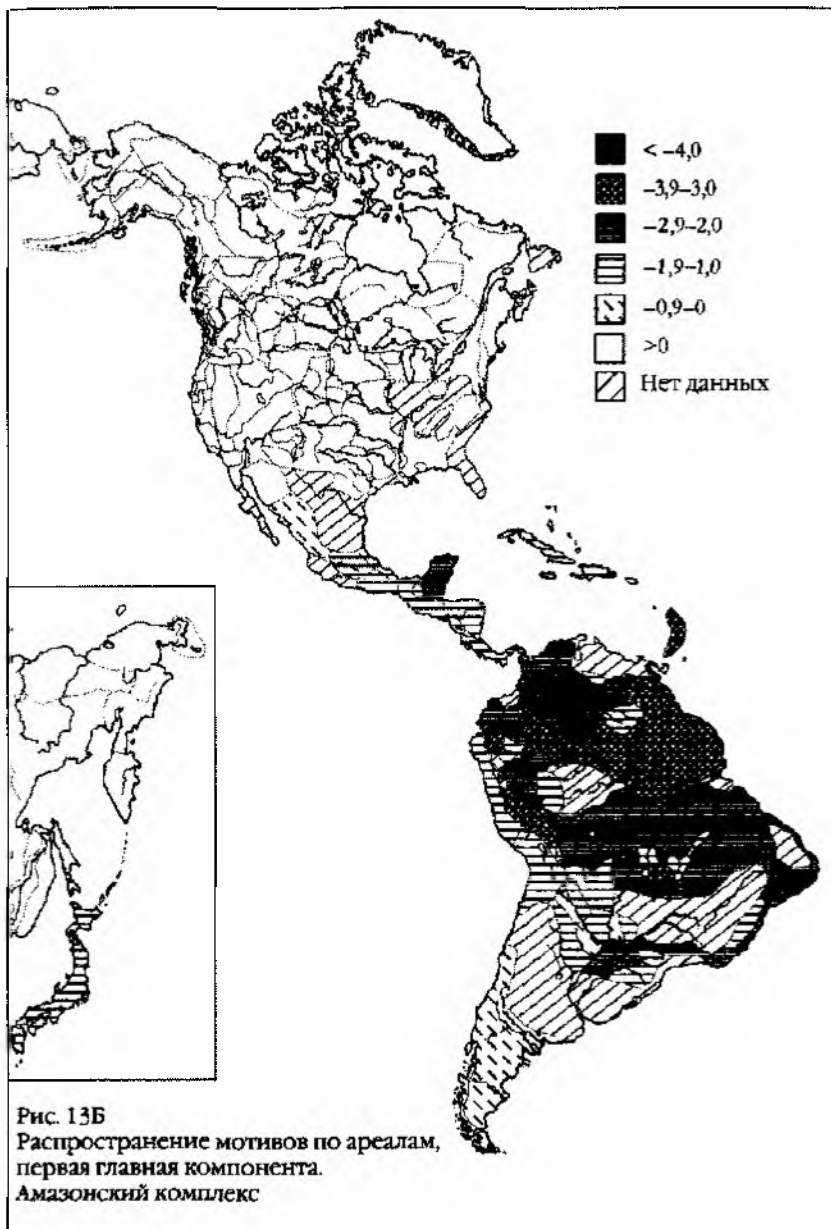 < –4,0
–3,9–3,0
–2,9–2,0
–1,9–1,0
–0,9–0
>0
Нет данных
Рис. 13Б
Распространение мотивов по ареалам,
первая главная компонента.
Амазонский комплекс